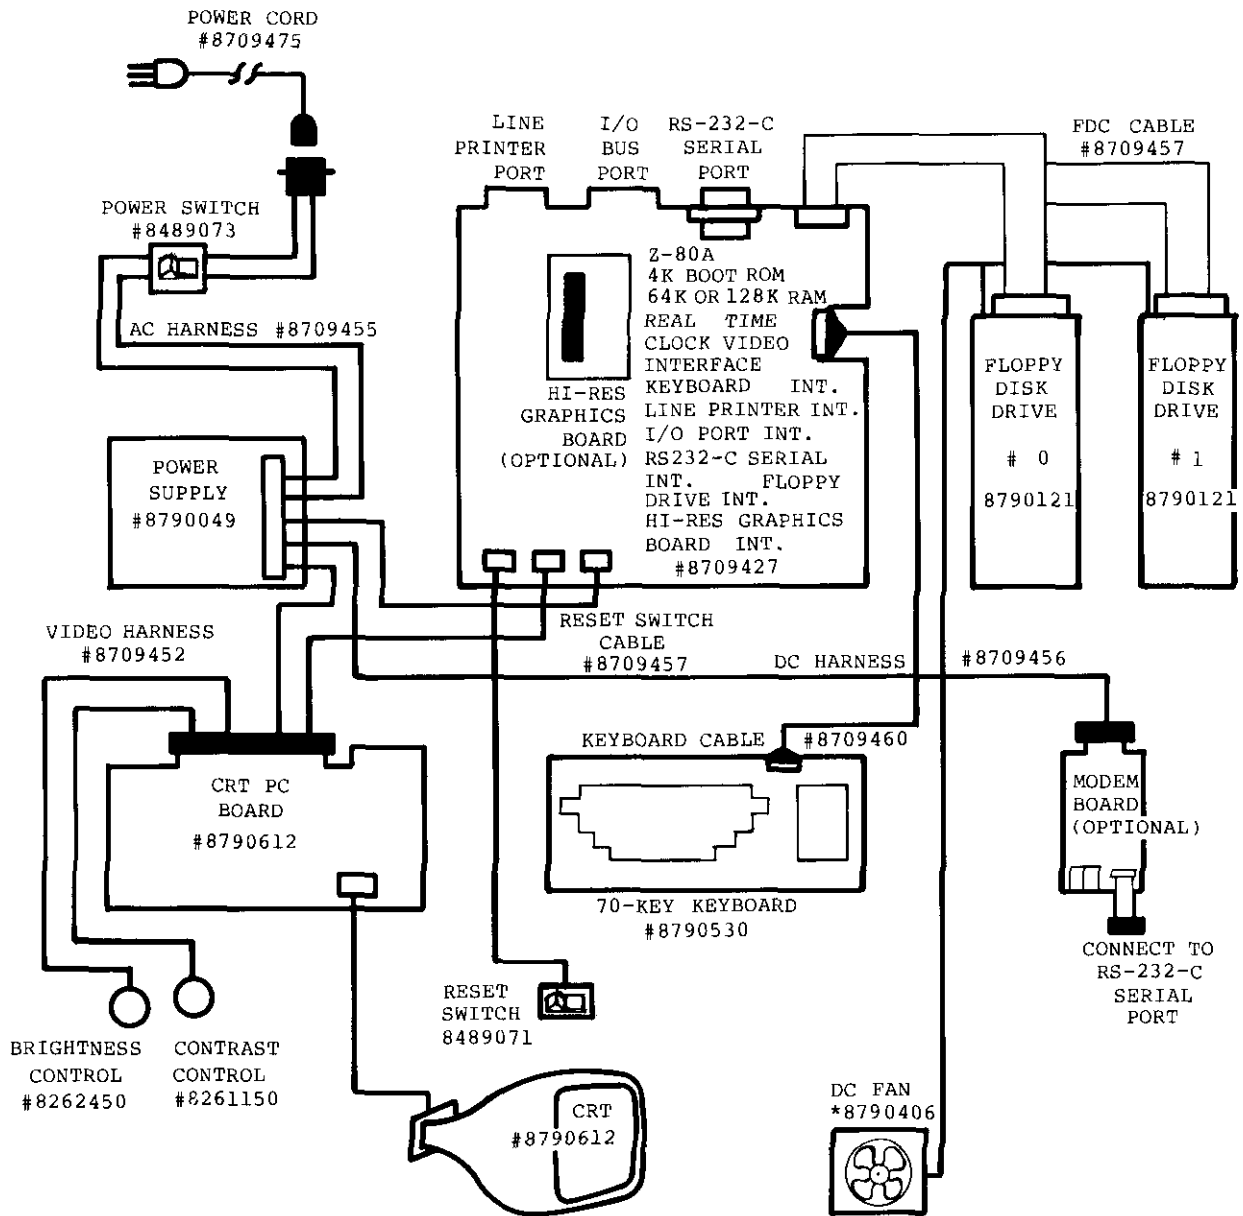 POWER CORD
#8709475
LINE
PRINTER
PORT
I/O
BUS
PORT
RS-232-C
SERIAL
PORT
FDC CABLE
#8709457
POWER SWITCH
#8489073
AC HARNESS #8709455
Z-80A
4K BOOT ROM
64K OR 128K RAM
REAL TIME
CLOCK VIDEO
INTERFACE
KEYBOARD INT.
LINE PRINTER INT.
I/O PORT INT.
RS232-C SERIAL
INT. FLOPPY
DRIVE INT.
HI-RES GRAPHICS
BOARD INT.
#8709427
HI-RES
GRAPHICS
BOARD
(OPTIONAL)
FLOPPY
DISK
DRIVE
# 0
8790121
FLOPPY
DISK
DRIVE
# 1
8790121
POWER
SUPPLY
#8790049
VIDEO HARNESS
#8709452
RESET SWITCH
CABLE
#8709457
DC HARNESS #8709456
KEYBOARD CABLE #8709460
CRT PC
BOARD
#8790612
70-KEY KEYBOARD
#8790530
MODEM
BOARD
(OPTIONAL)
CONNECT TO
RS-232-C
SERIAL
PORT
RESET
SWITCH
8489071
BRIGHTNESS
CONTROL
#8262450
CONTRAST
CONTROL
#8261150
CRT
#8790612
DC FAN
*8790406